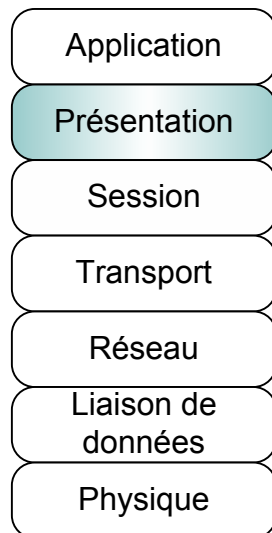 Application
Présentation
Session
Transport
Réseau
Liaison de
données
Physique